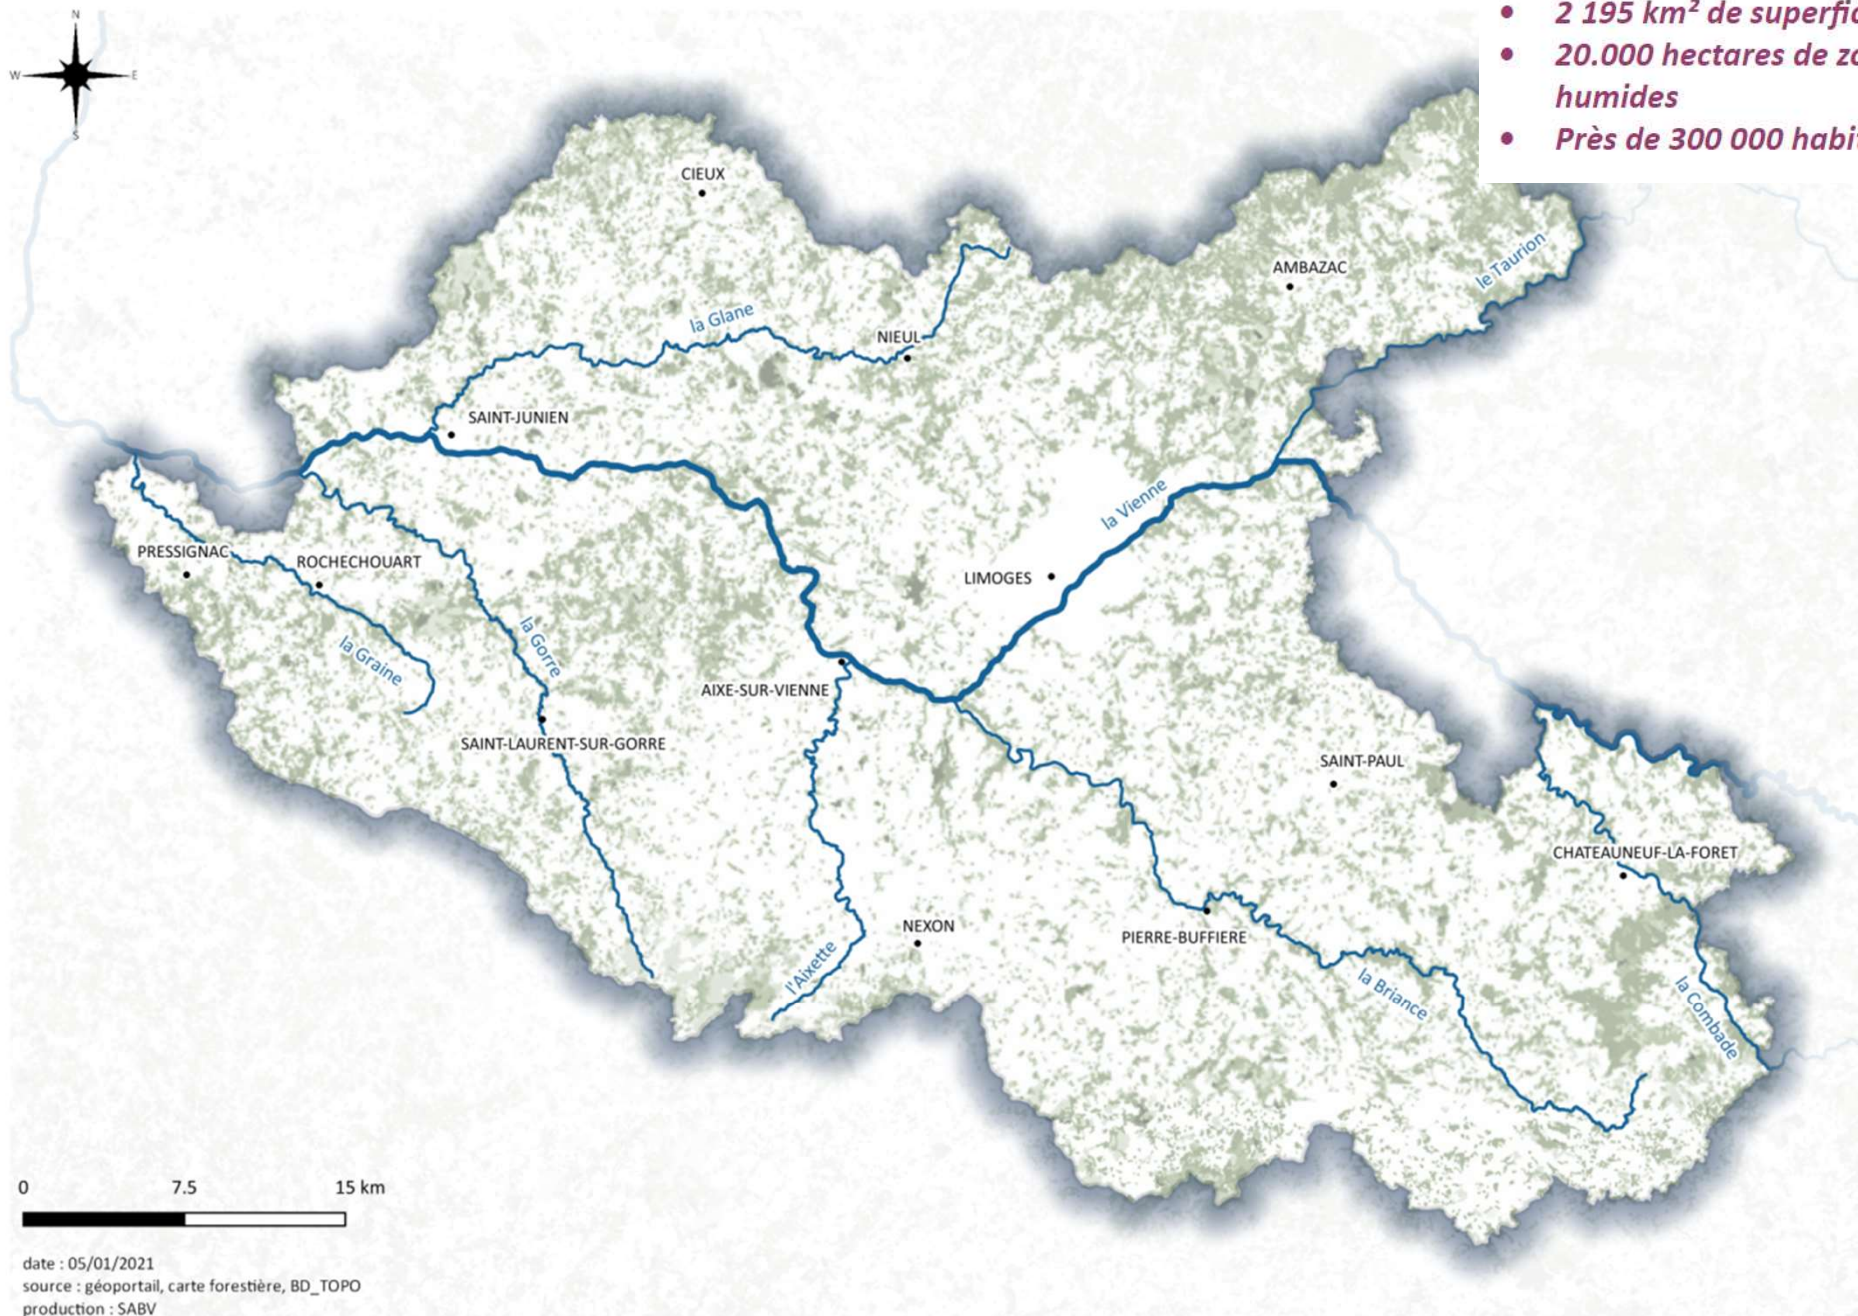 N
W
E
S
• 2 195 km² de
• 20.000 hectares de
humides
• Près de 300 000
CIEUX
AMBAZAC
le Taurion
la Glane
NIEUL
SAINT-JUNIEN
la Vienne
PRESSIGNAC
ROCHECHOUART
LIMOGES
la Gorre
la Graine
AIXE-SUR-VIENNE
SAINT-LAURENT-SUR-GORRE
SAINT-PAUL
CHATEAUNEUF-LA-FORET
NEXON
PIERRE-BUFFIERE
l'Aixette
la Briance
la Combade
0 7.5 15 km
date : 05/01/2021
source : géoportail, carte forestière, BD_TOPO
production : SABV